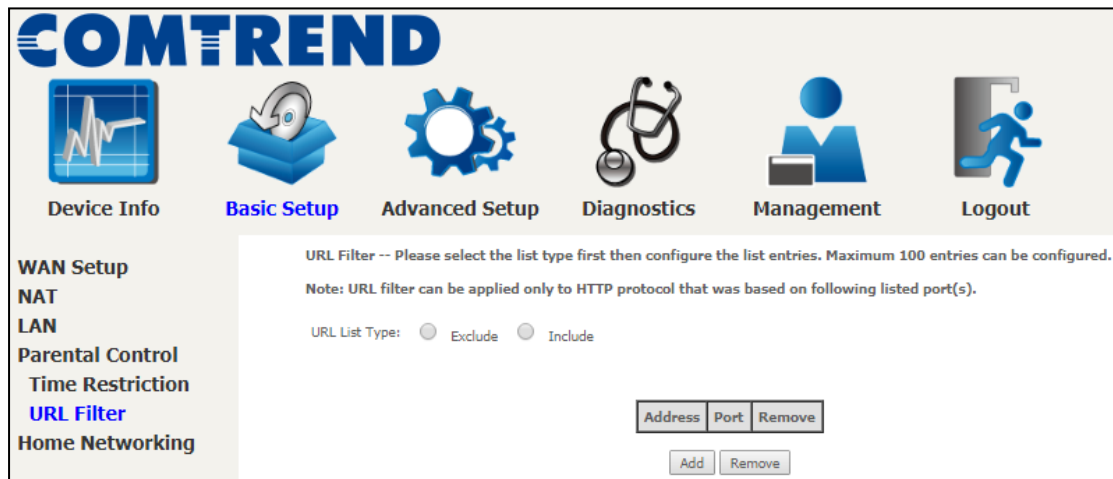 COMTREND
Device Info Basic Setup Advanced Setup Diagnostics Management Logout
WAN Setup
NAT
LAN
Parental Control
Time Restriction
URL Filter
Home Networking
URL Filter -- Please select the list type first then configure the list entries. Maximum 100 entries can be configured.
Note: URL filter can be applied only to HTTP protocol that was based on following listed port(s).
URL List Type: Exclude Include
Address Port Remove
Add Remove